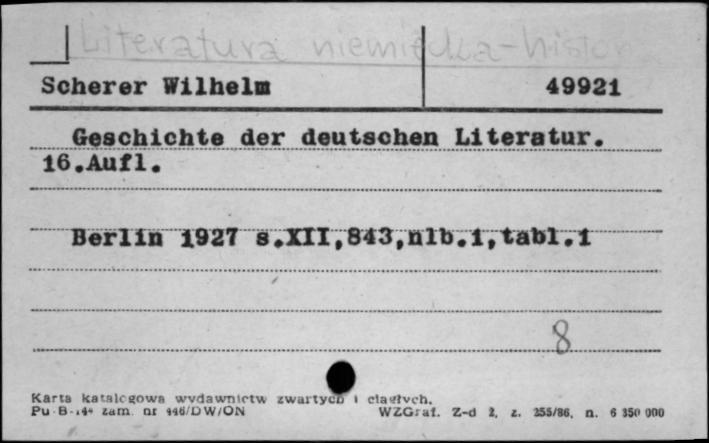 Literatura niemiecka-histor
Scherer Wilhelm 49921
Geschichte der deutschen Literatur.
16.Aufl.
Berlin 1927 s.XII,843,nlb.1,tabl.1
8
Karta katalogowa wydawnictw zwartych i ciągłych.
Pu-B-144 zam. nr 446/DW/ON WZGraf. Z-d 2, z. 255/86, n. 6 350 000